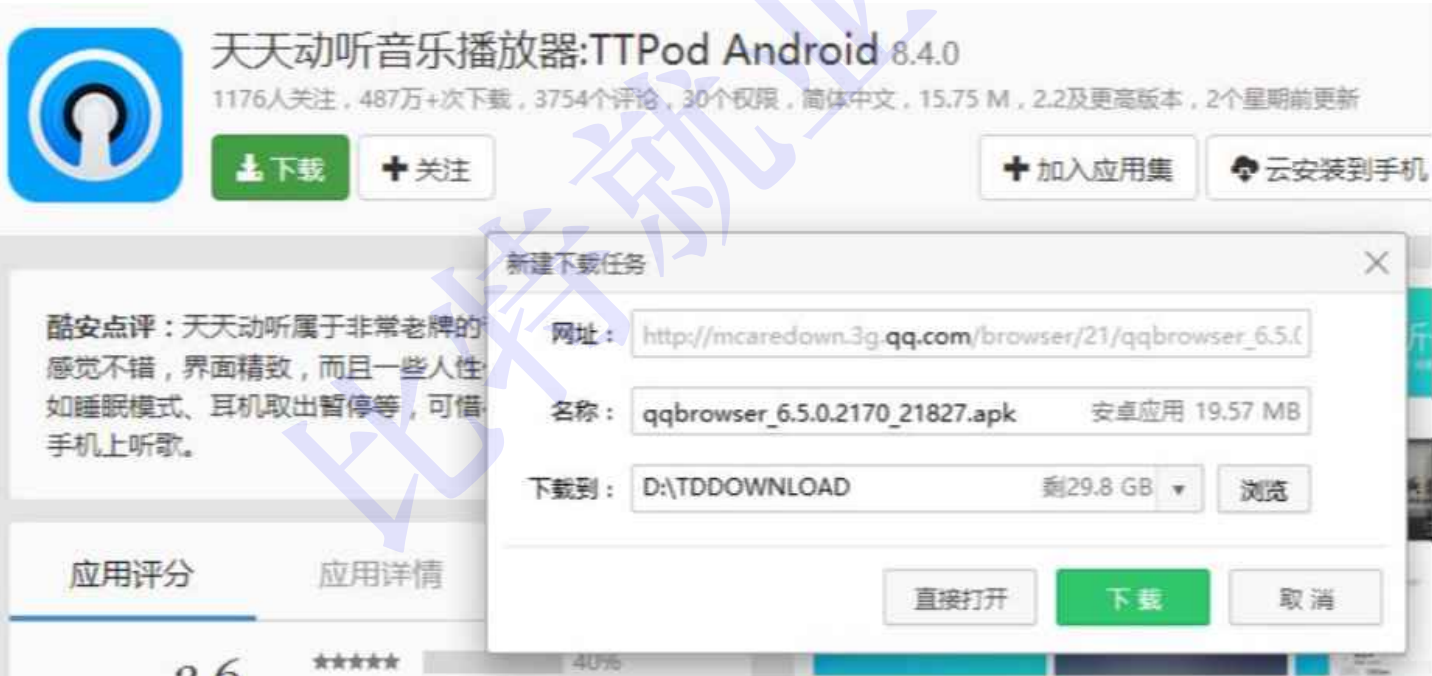 天天动听音乐播放器:TTPod Android 8.4.0
1176人关注，487万+次下载，3754个评论，30个权限，简体中文，15.75 M，2.2及更高版本，2个星期前更新
下载
关注
加入应用集
云安装到手机
酷安点评：天天动听属于非常老牌的
感觉不错，界面精致，而且一些人性
如睡眠模式、耳机取出暂停等，可惜
手机上听歌。
新建下载任务
网址： http://mcaredown.3g.qq.com/browser/21/qqbrowser_6.5.0
名称： qqbrowser_6.5.0.2170_21827.apk 安卓应用 19.57 MB
下载到： D:\TDDOWNLOAD 剩29.8 GB 浏览
直接打开 下载 取消
应用评分 应用详情
8.6 ★★★★★ 40%
比特就业